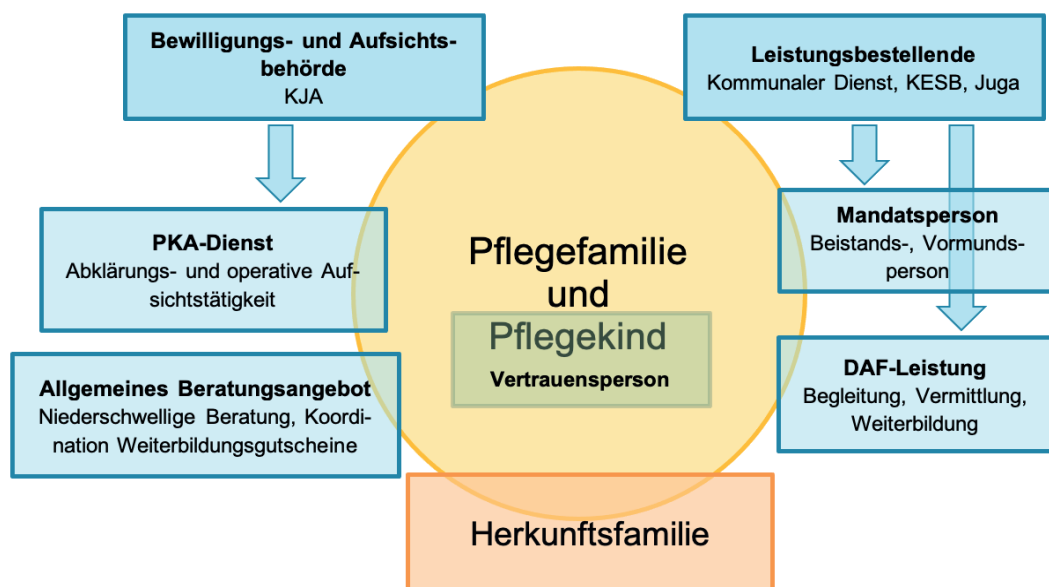 Bewilligungs- und Aufsichts-
behörde
KJA
Leistungsbestellende
Kommunaler Dienst, KESB, Juga
PKA-Dienst
Abklärungs- und operative Auf-
sichtstätigkeit
Mandatsperson
Beistands-, Vormunds-
person
Pflegefamilie
und
Pflegekind
Vertrauensperson
Allgemeines Beratungsangebot
Niederschwellige Beratung, Koordi-
nation Weiterbildungsgutscheine
DAF-Leistung
Begleitung, Vermittlung,
Weiterbildung
Herkunftsfamilie